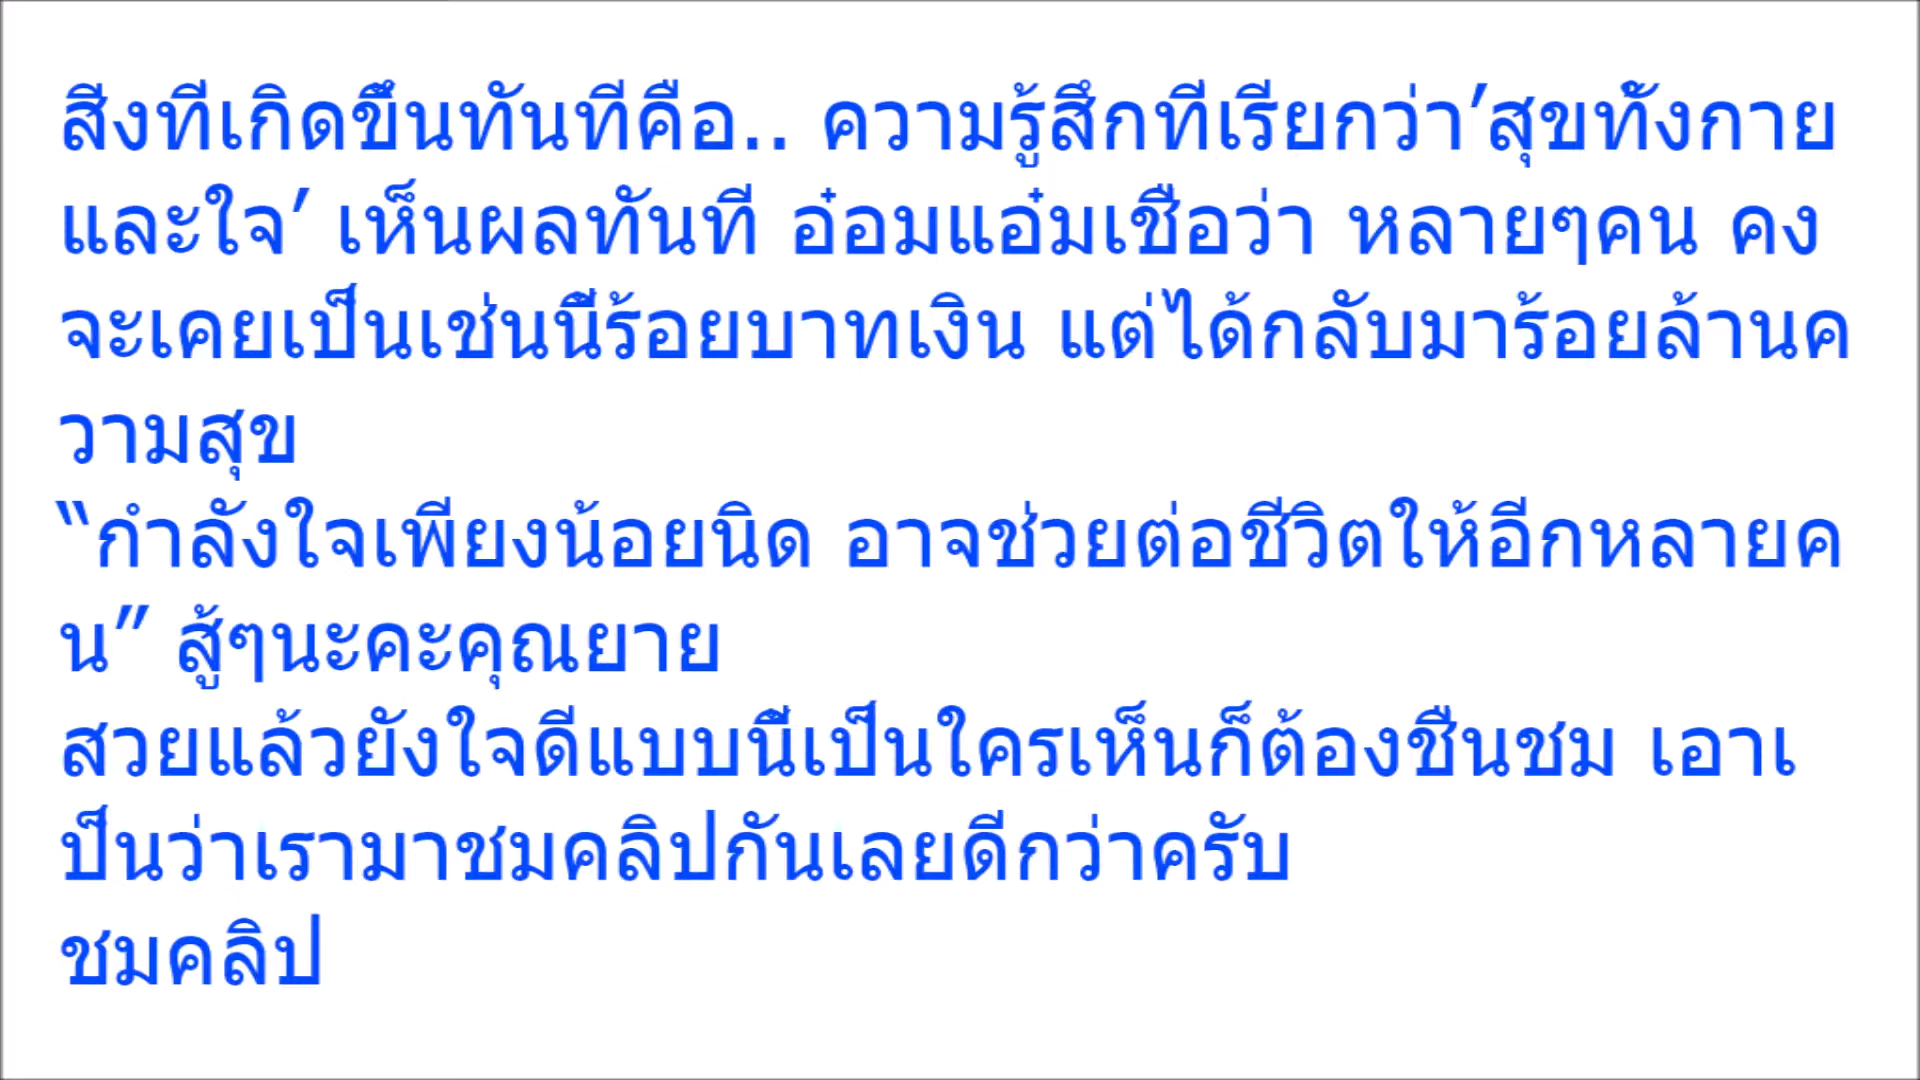 สิ่งที่เกิดขึ้นทันทีคือ.. ความรู้สึกที่เรียกว่า’สุขทั้งกาย
และใจ’ เห็นผลทันที อ๋อมแอ๋มเชื่อว่า หลายๆคน คง
จะเคยเป็นเช่นนี้ร้อยบาทเงิน แต่ได้กลับมาร้อยล้านค
วามสุข
“กำลังใจเพียงน้อยนิด อาจช่วยต่อชีวิตให้อีกหลายค
น” สู้ๆนะคะคุณยาย
สวยแล้วยังใจดีแบบนี้เป็นใครเห็นก็ต้องชื่นชม เอาเ
ป็นว่าเรามาชมคลิปกันเลยดีกว่าครับ
ชมคลิป